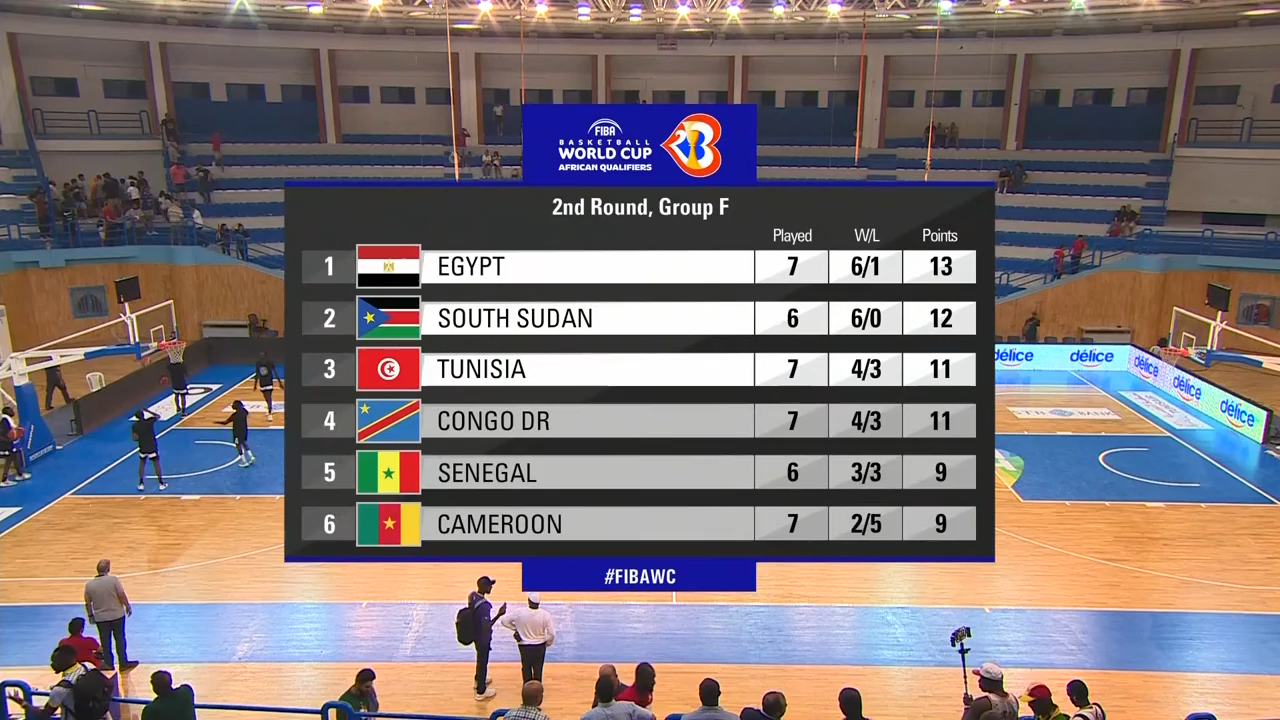 FIBA
BASKETBALL
WORLD CUP
AFRICAN QUALIFIERS
2nd Round, Group F
Played W/L Points
1 EGYPT 7 6/1 13
2 SOUTH SUDAN 6 6/0 12
3 TUNISIA 7 4/3 11
4 CONGO DR 7 4/3 11
5 SENEGAL 6 3/3 9
6 CAMEROON 7 2/5 9
#FIBAWC
délice délice délice délice délice
BANK